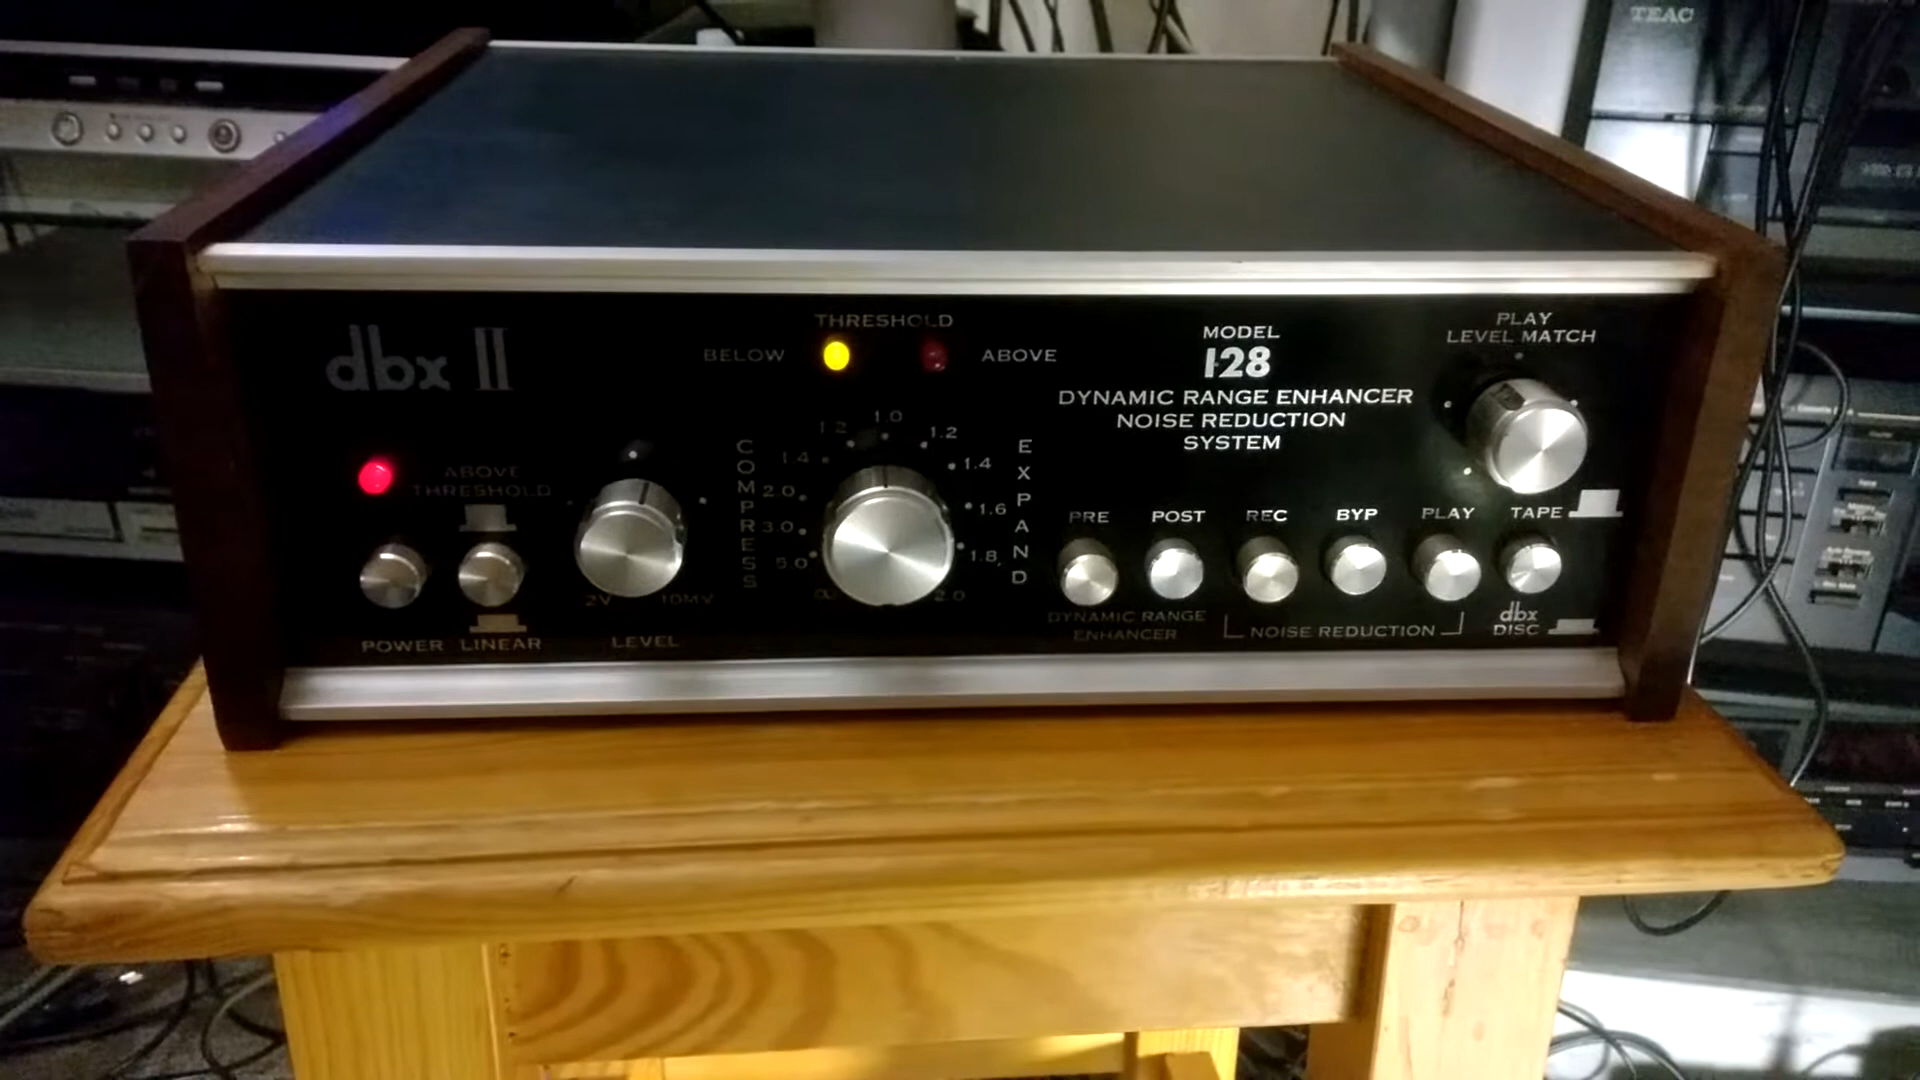 TEAC
dbx II
THRESHOLD
BELOW
ABOVE
MODEL
128
DYNAMIC RANGE ENHANCER
NOISE REDUCTION
SYSTEM
PLAY
LEVEL MATCH
ABOVE
THRESHOLD
POWER
LINEAR
2V
10MV
LEVEL
COMPRESS
1.0
1.2
1.4
2.0
3.0
5.0
1.2
1.4
1.6
1.8
2.0
EXPAND
PRE
POST
REC
BYP
PLAY
TAPE
DYNAMIC RANGE
ENHANCER
NOISE REDUCTION
dbx
DISC